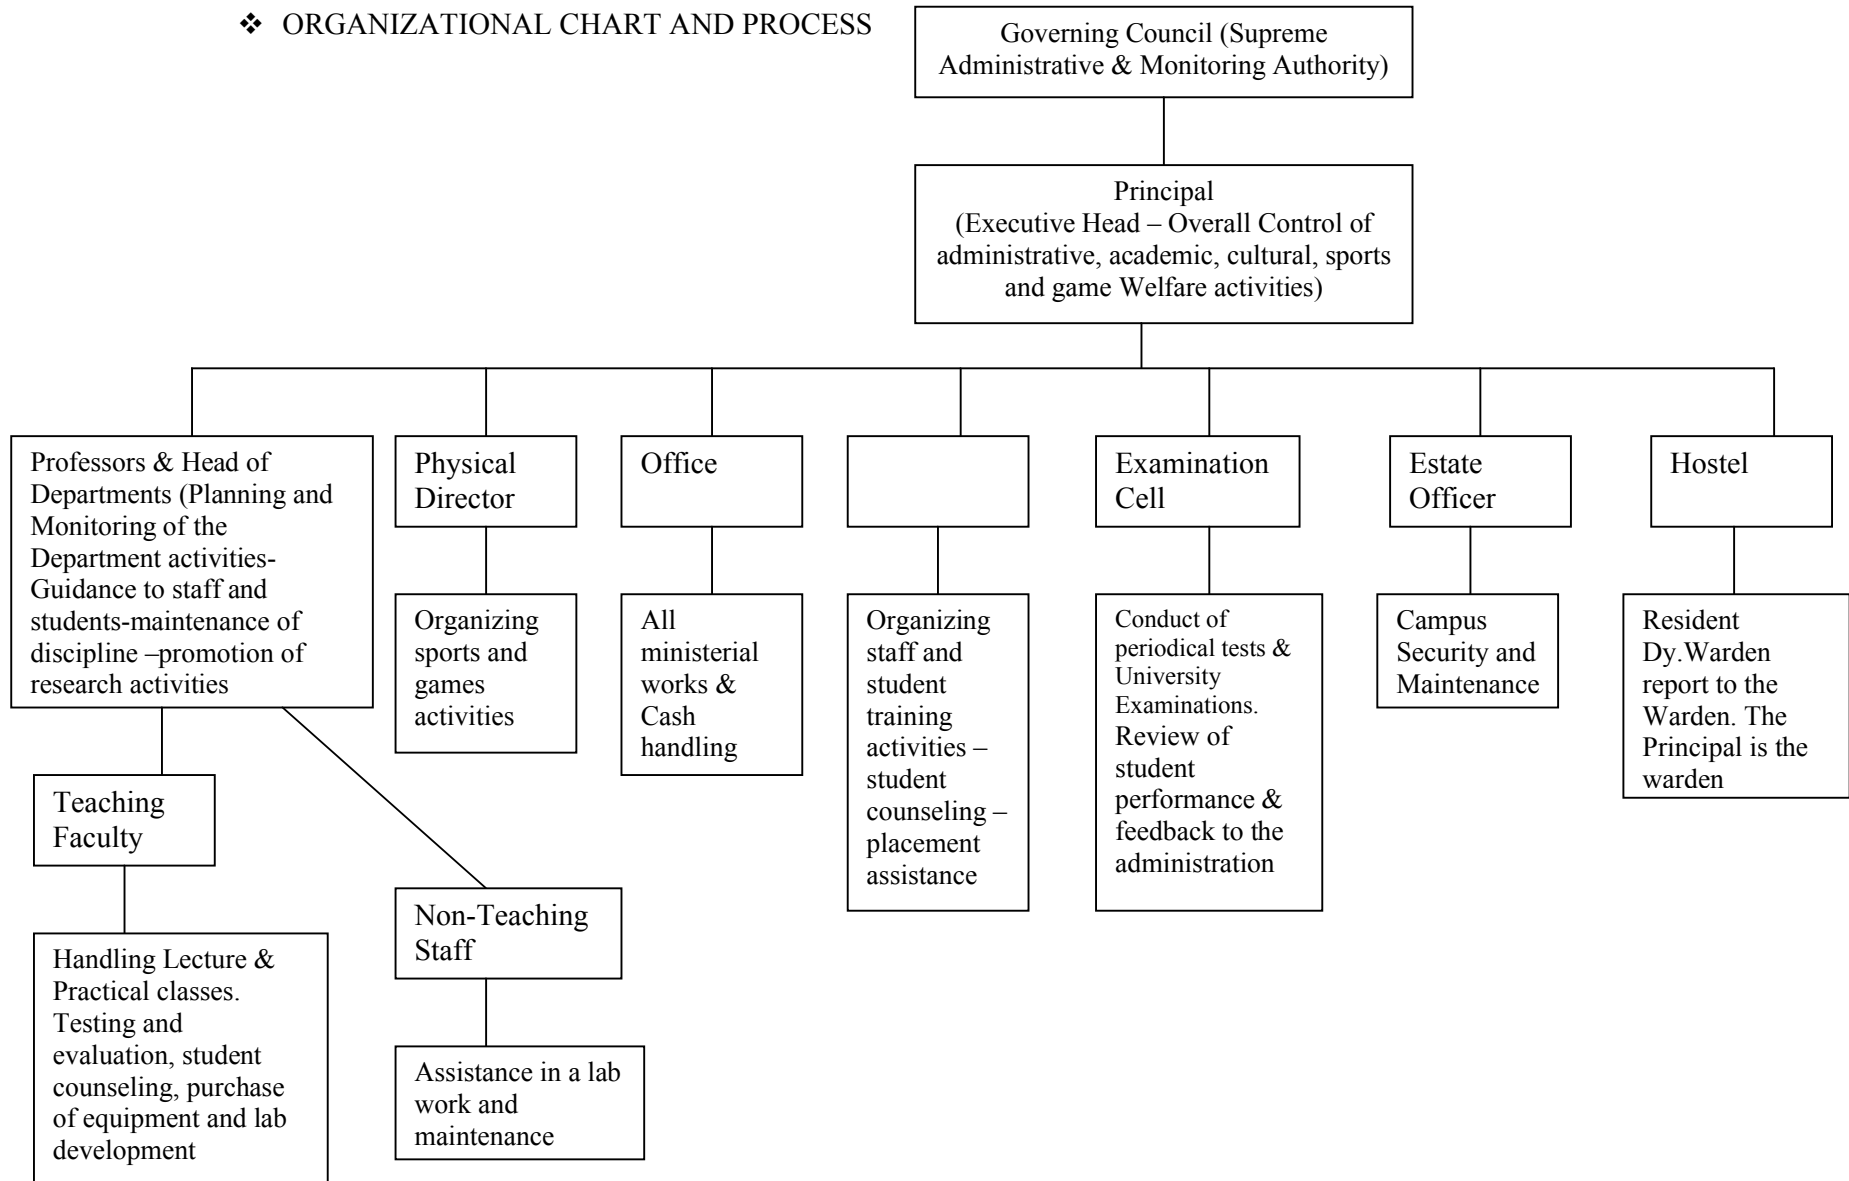 ❖ ORGANIZATIONAL CHART AND PROCESS
Governing Council (Supreme
Administrative & Monitoring Authority)
Principal
(Executive Head – Overall Control of
administrative, academic, cultural, sports
and game Welfare activities)
Professors & Head of
Departments (Planning and
Monitoring of the
Department activities-
Guidance to staff and
students-maintenance of
discipline –promotion of
research activities
Physical
Director
Office
Examination
Cell
Estate
Officer
Hostel
Organizing
sports and
games
activities
All
ministerial
works &
Cash
handling
Organizing
staff and
student
training
activities –
student
counseling –
placement
assistance
Conduct of
periodical tests &
University
Examinations.
Review of
student
performance &
feedback to the
administration
Campus
Security and
Maintenance
Resident
Dy.Warden
report to the
Warden. The
Principal is the
warden
Teaching
Faculty
Non-Teaching
Staff
Handling Lecture &
Practical classes.
Testing and
evaluation, student
counseling, purchase
of equipment and lab
development
Assistance in a lab
work and
maintenance